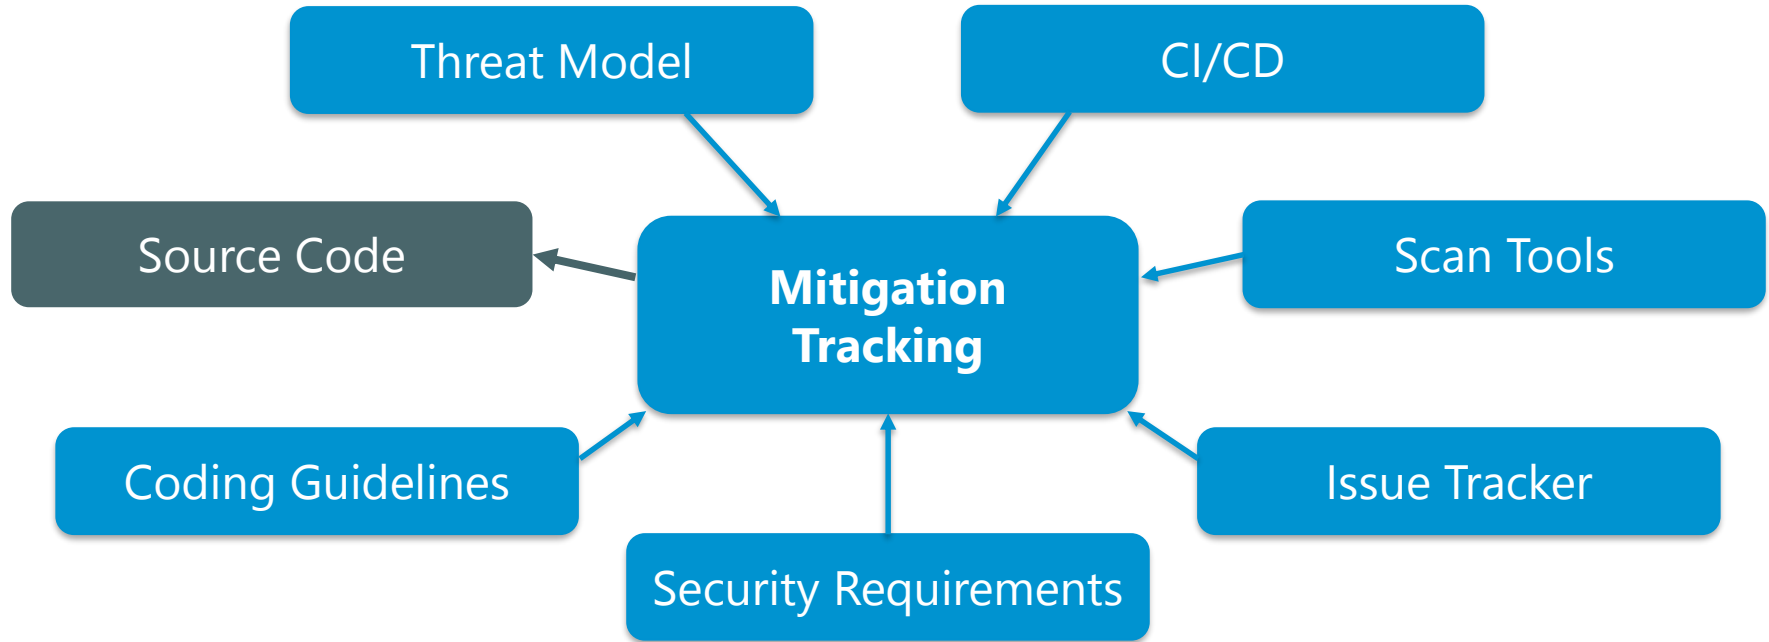 Threat Model
CI/CD
Source Code
Scan Tools
Mitigation
Tracking
Coding Guidelines
Issue Tracker
Security Requirements